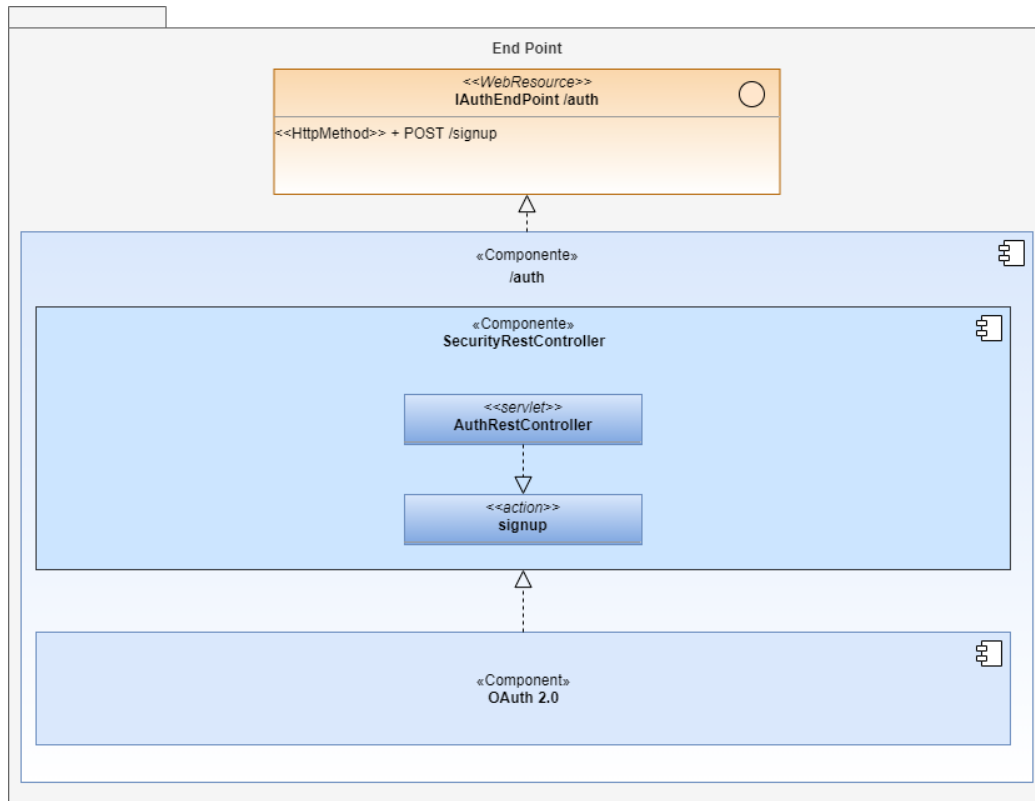 End Point
<<WebResource>>
IAuthEndPoint /auth
<<HttpMethod>> + POST /signup
«Componente»
/auth
«Componente»
SecurityRestController
<<servlet>>
AuthRestController
<<action>>
signup
«Component»
OAuth 2.0